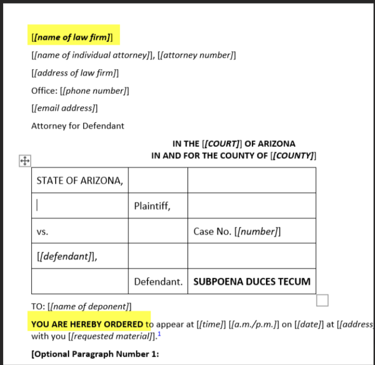 [[name of law firm]]
[[name of individual attorney]], [[attorney number]]
[[address of law firm]]
Office: [[phone number]]
[[email address]]
Attorney for Defendant
IN THE [[COURT]] OF ARIZONA
IN AND FOR THE COUNTY OF [[COUNTY]]
STATE OF ARIZONA,
Plaintiff,
vs. Case No. [[number]]
[[defendant]],
Defendant. SUBPOENA DUCES TECUM
TO: [[name of deponent]]
YOU ARE HEREBY ORDERED to appear at [[time]] [[a.m./p.m.]] on [[date]] at [[address
with you [[requested material]].1
[Optional Paragraph Number 1: